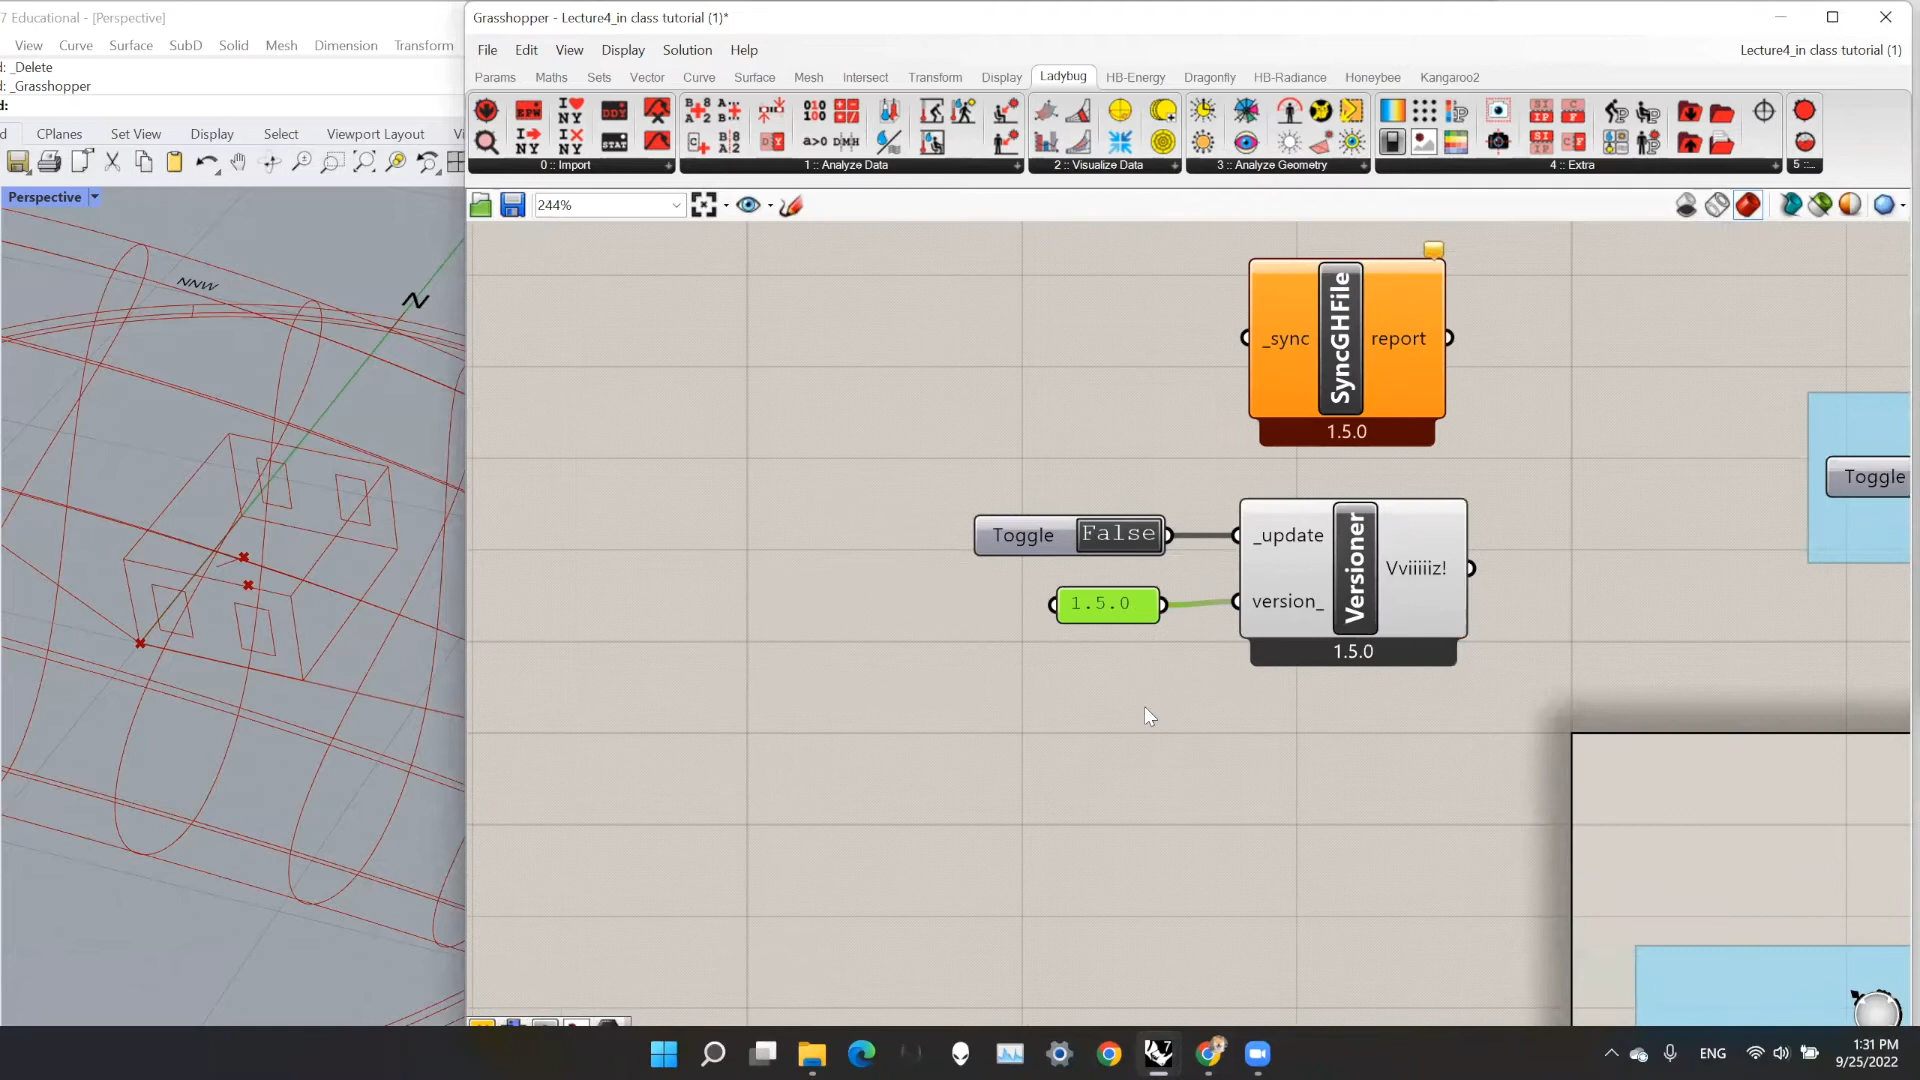 7 Educational - [Perspective]
View Curve Surface SubD Solid Mesh Dimension Transform
d: _Delete
d: _Grasshopper
d:
d CPlanes Set View Display Select Viewport Layout Vi
Perspective
NNW
N
Grasshopper - Lecture4_in class tutorial (1)*
File Edit View Display Solution Help
Lecture4_in class tutorial (1)
Params Maths Sets Vector Curve Surface Mesh Intersect Transform Display Ladybug HB-Energy Dragonfly HB-Radiance Honeybee Kangaroo2
0 :: Import
1 :: Analyze Data
2 :: Visualize Data
3 :: Analyze Geometry
4 :: Extra
5 ::...
244%
_sync
SyncGHFile
report
1.5.0
Toggle False
_update
Versioner
Vviiiiiz!
1.5.0
version_
1.5.0
Toggle
ENG
1:31 PM
9/25/2022